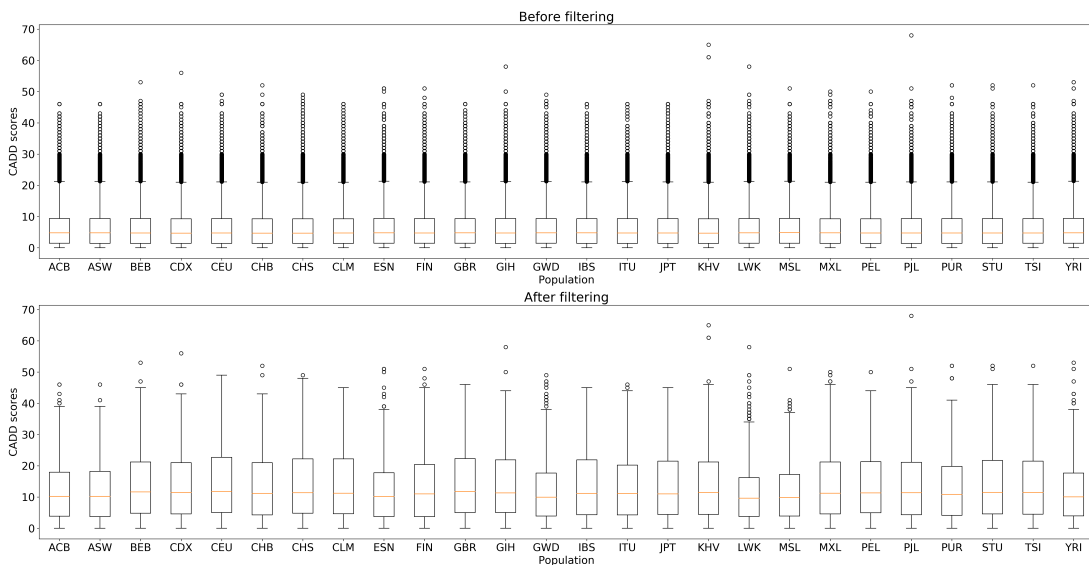 Before filtering
CADD scores
70
60
50
40
30
20
10
0
ACB ASW BEB CDX CEU CHB CHS CLM ESN FIN GBR GIH GWD IBS ITU JPT KHV LWK MSL MXL PEL PJL PUR STU TSI YRI
Population
After filtering
CADD scores
70
60
50
40
30
20
10
0
ACB ASW BEB CDX CEU CHB CHS CLM ESN FIN GBR GIH GWD IBS ITU JPT KHV LWK MSL MXL PEL PJL PUR STU TSI YRI
Population